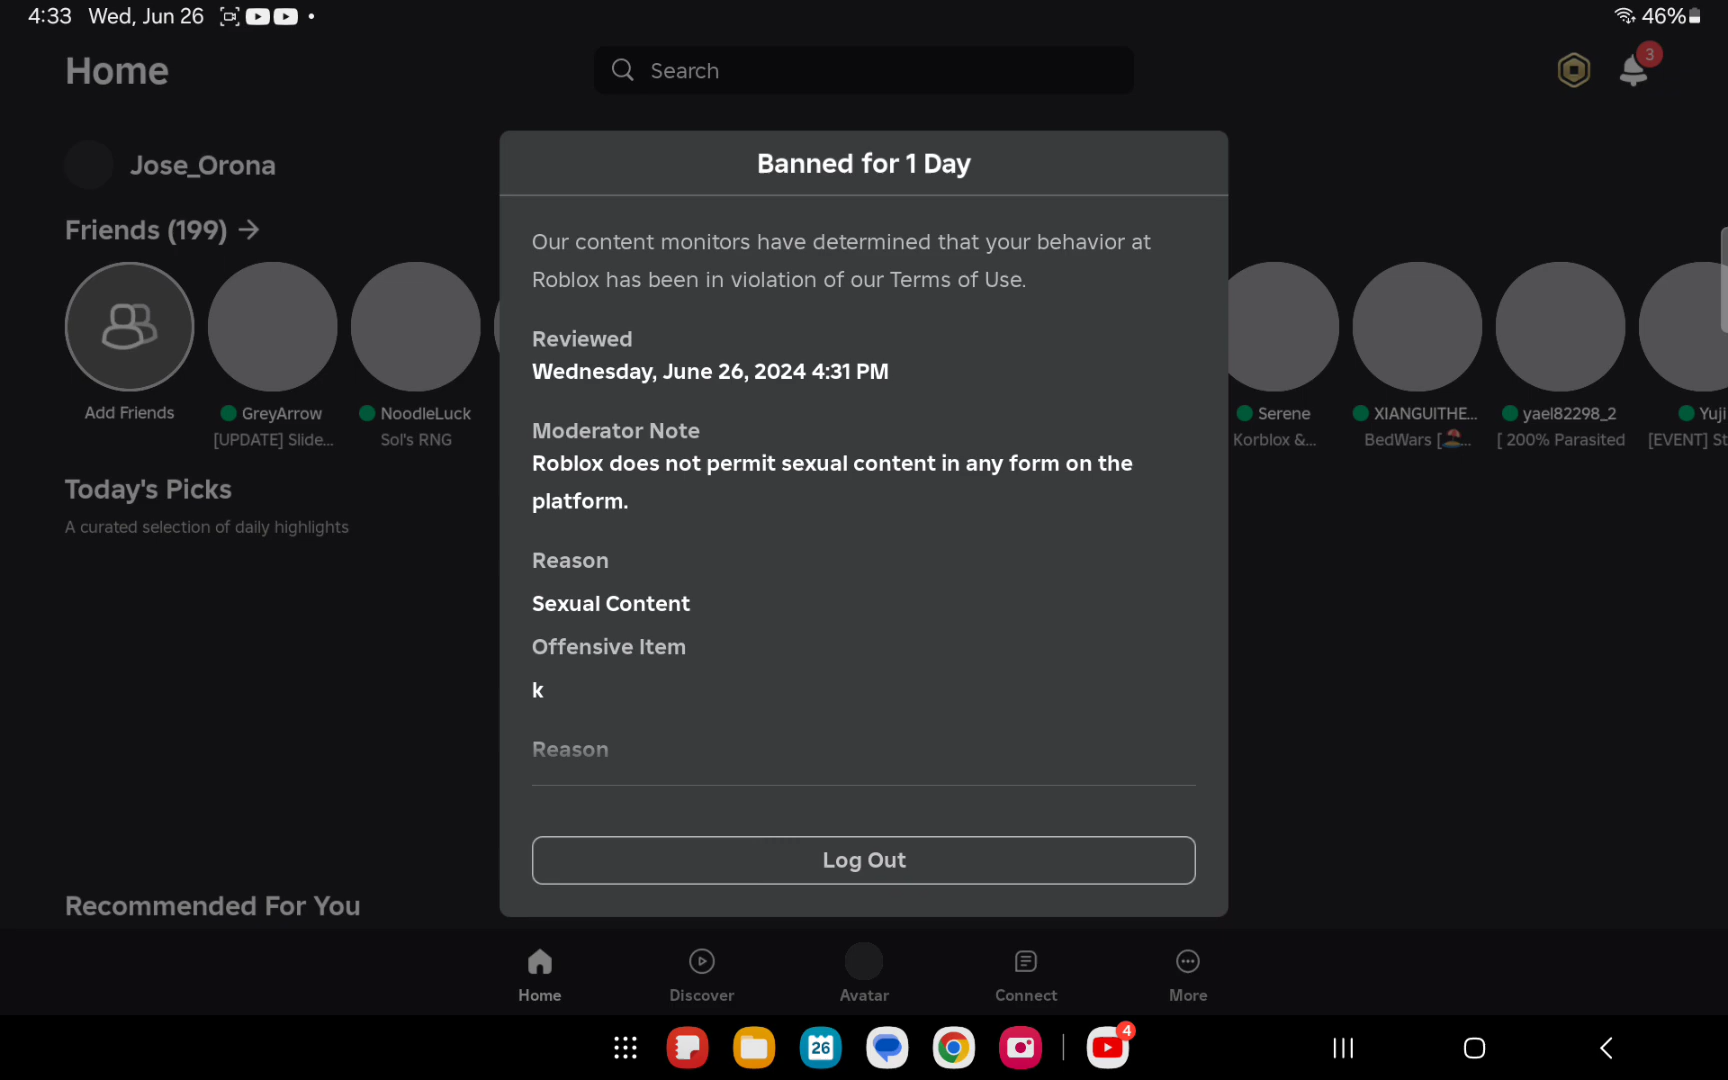 4:33 Wed, Jun 26
46%
Home
Search
3
Jose_Orona
Friends (199)
Add Friends
GreyArrow
[UPDATE] Slide...
NoodleLuck
Sol's RNG
Serene
Korblox &...
XIANGUITHE...
BedWars [🏖️...
yael82298_2
[ 200% Parasited
Yuji
[EVENT] St
Today's Picks
A curated selection of daily highlights
Banned for 1 Day
Our content monitors have determined that your behavior at
Roblox has been in violation of our Terms of Use.
Reviewed
Wednesday, June 26, 2024 4:31 PM
Moderator Note
Roblox does not permit sexual content in any form on the
platform.
Reason
Sexual Content
Offensive Item
k
Reason
Log Out
Recommended For You
Home
Discover
Avatar
Connect
More
26
4